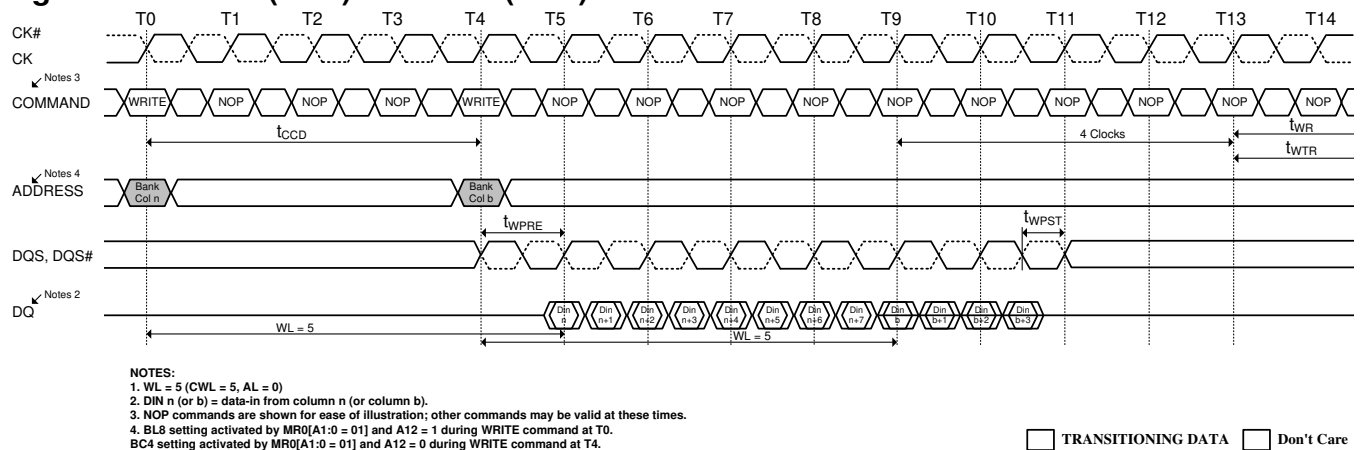 T0 T1 T2 T3 T4 T5 T6 T7 T8 T9 T10 T11 T12 T13 T14
CK#
CK
Notes 3
COMMAND WRITE NOP NOP NOP WRITE NOP NOP NOP NOP NOP NOP NOP NOP NOP NOP
tCCD 4 Clocks tWR
tWTR
Notes 4
ADDRESS Bank Col n Bank Col b
tWPRE tWPST
DQS, DQS#
Notes 2
DQ Din n Din n+1 Din n+2 Din n+3 Din n+4 Din n+5 Din n+6 Din n+7 Din b Din b+1 Din b+2 Din b+3
WL = 5 WL = 5
NOTES:
1. WL = 5 (CWL = 5, AL = 0)
2. DIN n (or b) = data-in from column n (or column b).
3. NOP commands are shown for ease of illustration; other commands may be valid at these times.
4. BL8 setting activated by MR0[A1:0 = 01] and A12 = 1 during WRITE command at T0.
BC4 setting activated by MR0[A1:0 = 01] and A12 = 0 during WRITE command at T4.
TRANSITIONING DATA Don't Care